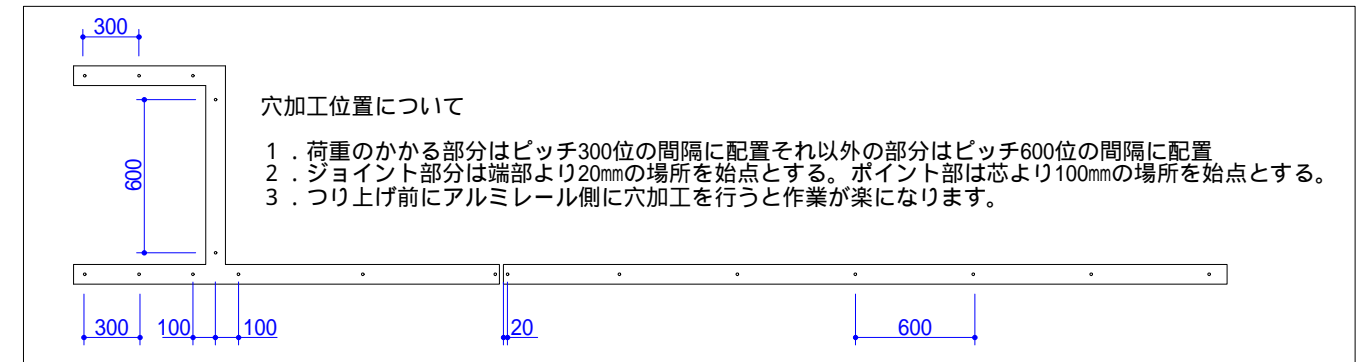 300
穴加工位置について
１．荷重のかかる部分はピッチ300位の間隔に配置それ以外の部分はピッチ600位の間隔に配置
２．ジョイント部分は端部より20㎜の場所を始点とする。ポイント部は芯より100㎜の場所を始点とする。
３．つり上げ前にアルミレール側に穴加工を行うと作業が楽になります。
600
300 100 100 20 600